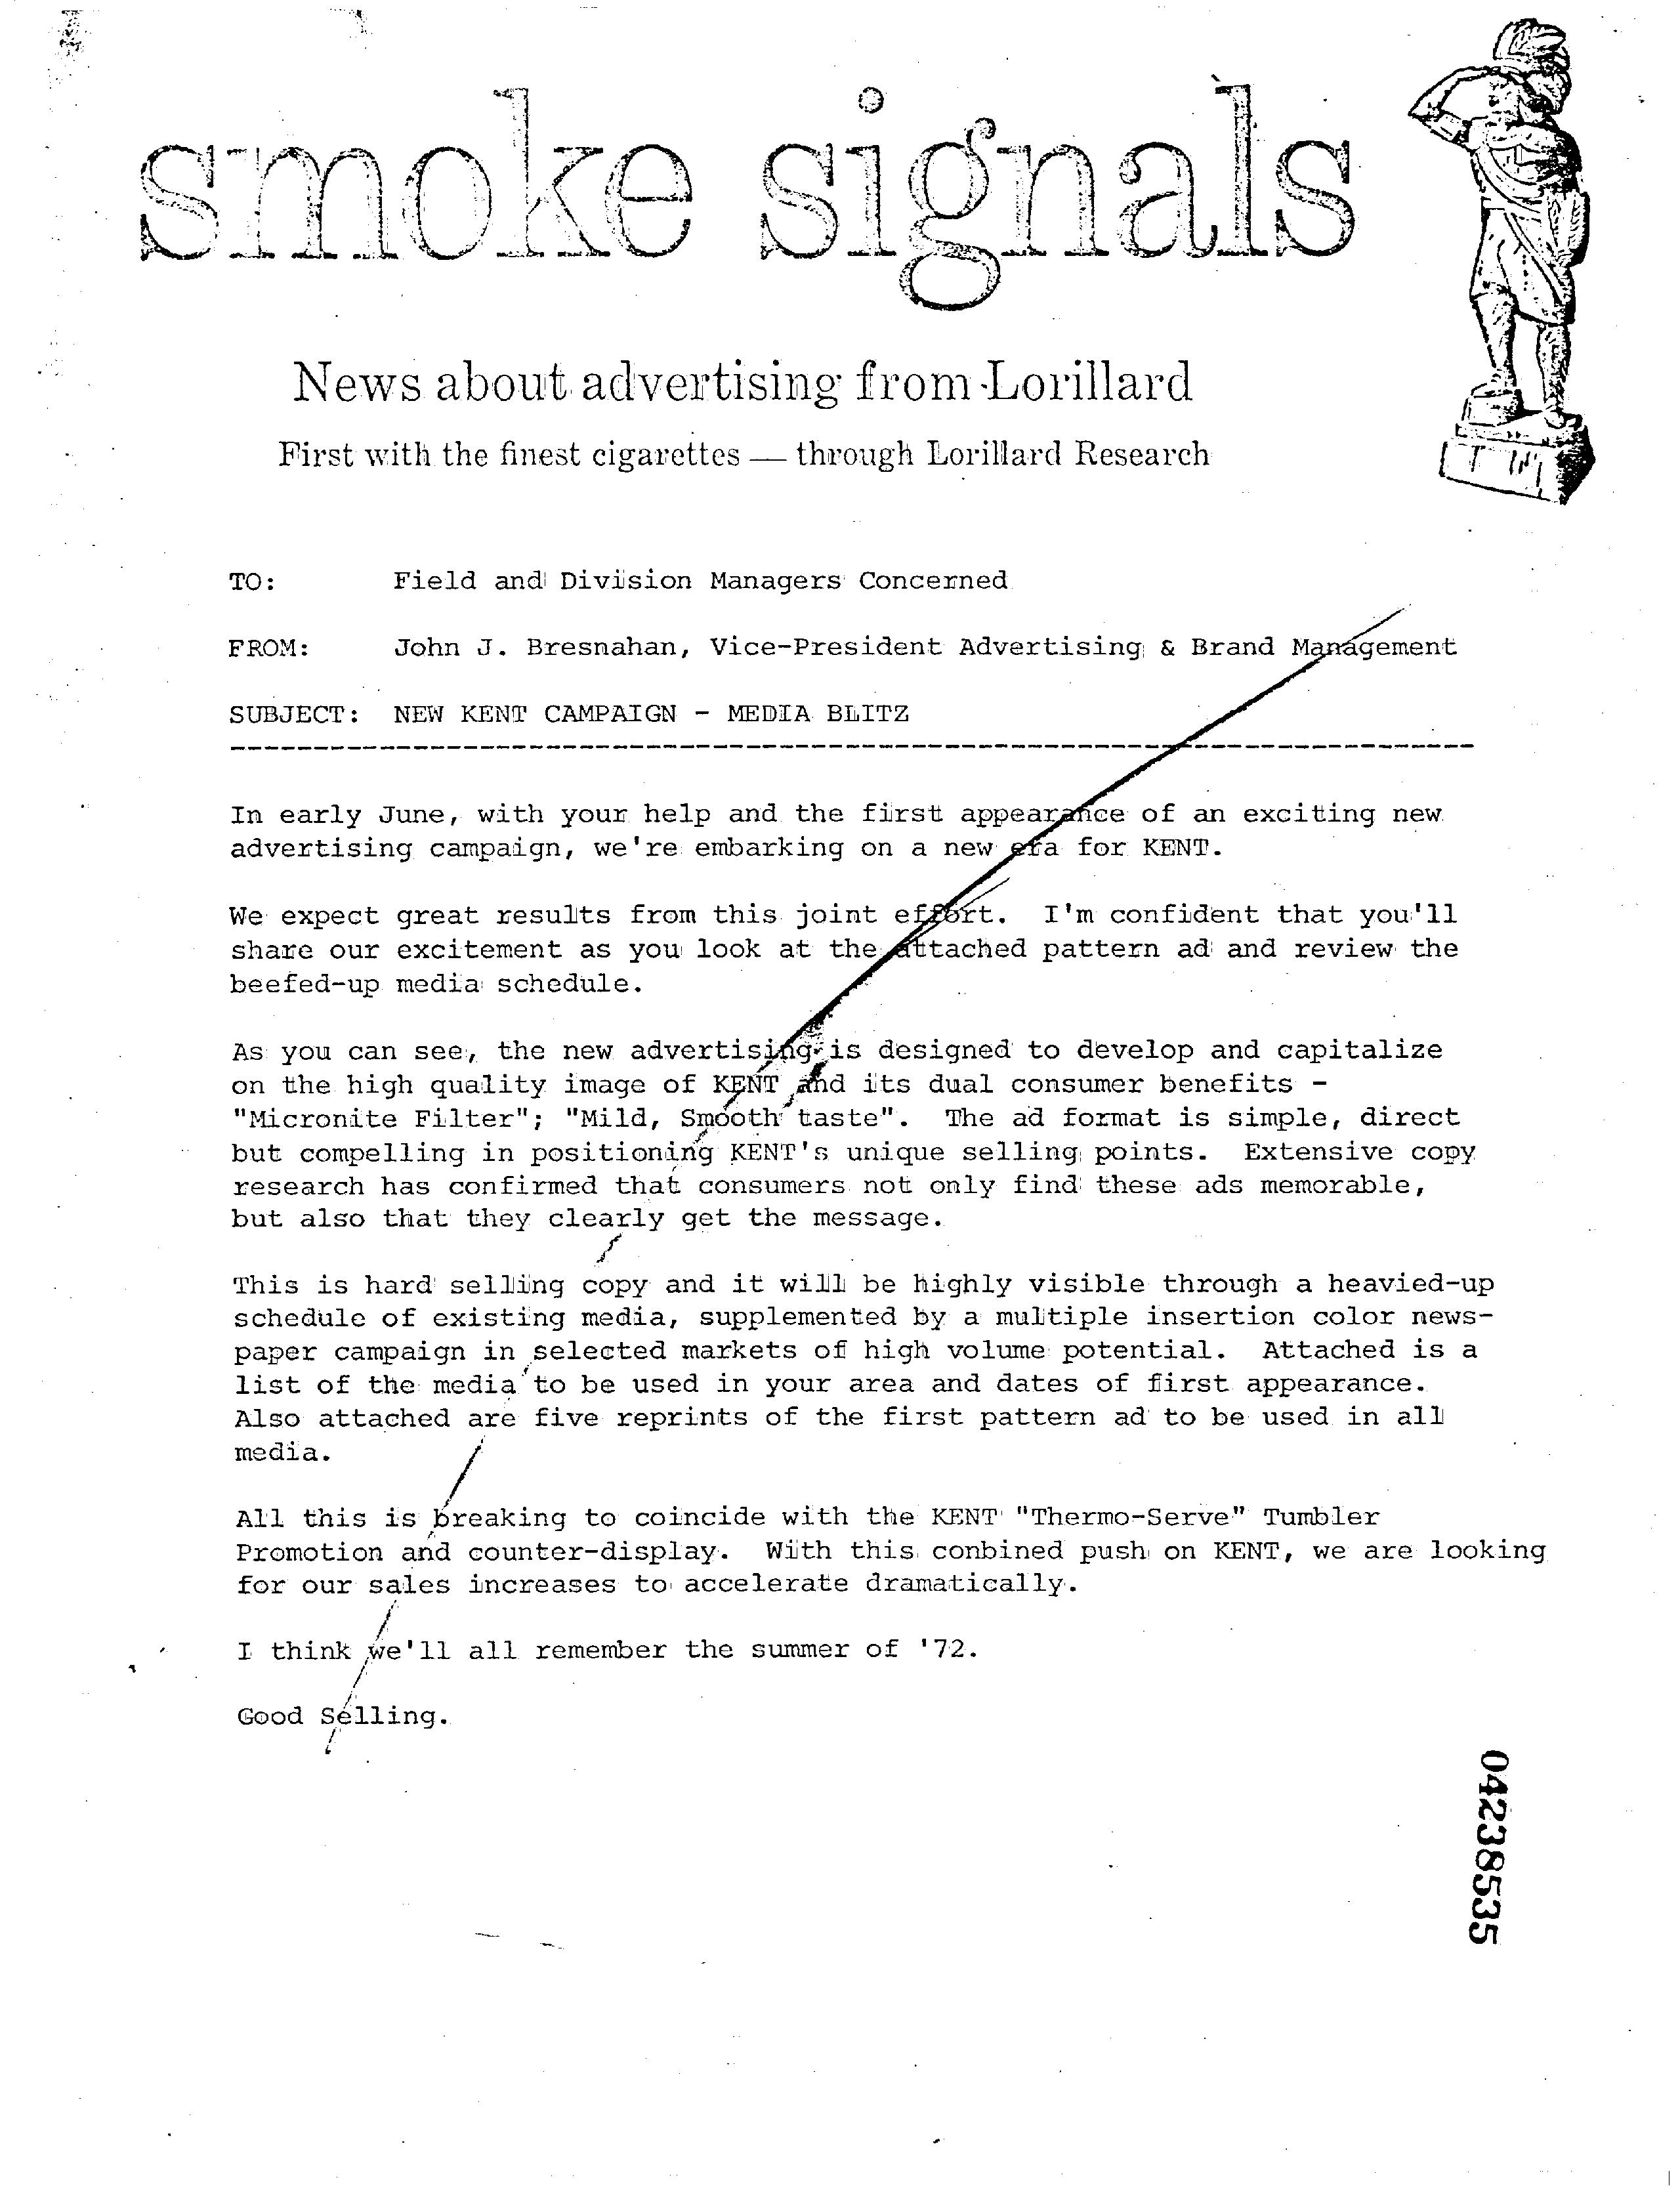 smoke signals
News about advertising from Lorillard
First with the finest cigarettes — through Lorillard Research
TO: Field and Division Managers Concerned
FROM: John J. Bresnahan, Vice-President Advertising & Brand Management
SUBJECT: NEW KENT CAMPAIGN - MEDIA BLITZ
In early June, with your help and the first appearance of an exciting new
advertising campaign, we're embarking on a new era for KENT.
We expect great results from this joint effort. I'm confident that you'll
share our excitement as you look at the attached pattern ad and review the
beefed-up media schedule.
As you can see, the new advertising is designed to develop and capitalize
on the high quality image of KENT and its dual consumer benefits -
"Micronite Filter"; "Mild, Smooth taste". The ad format is simple, direct
but compelling in positioning KENT's unique selling points. Extensive copy
research has confirmed that consumers not only find these ads memorable,
but also that they clearly get the message.
This is hard selling copy and it will be highly visible through a heavied-up
schedule of existing media, supplemented by a multiple insertion color news-
paper campaign in selected markets of high volume potential. Attached is a
list of the media to be used in your area and dates of first appearance.
Also attached are five reprints of the first pattern ad to be used in all
media.
All this is breaking to coincide with the KENT "Thermo-Serve" Tumbler
Promotion and counter-display. With this conbined push on KENT, we are looking
for our sales increases to accelerate dramatically.
I think we'll all remember the summer of '72.
Good Selling.
04238535